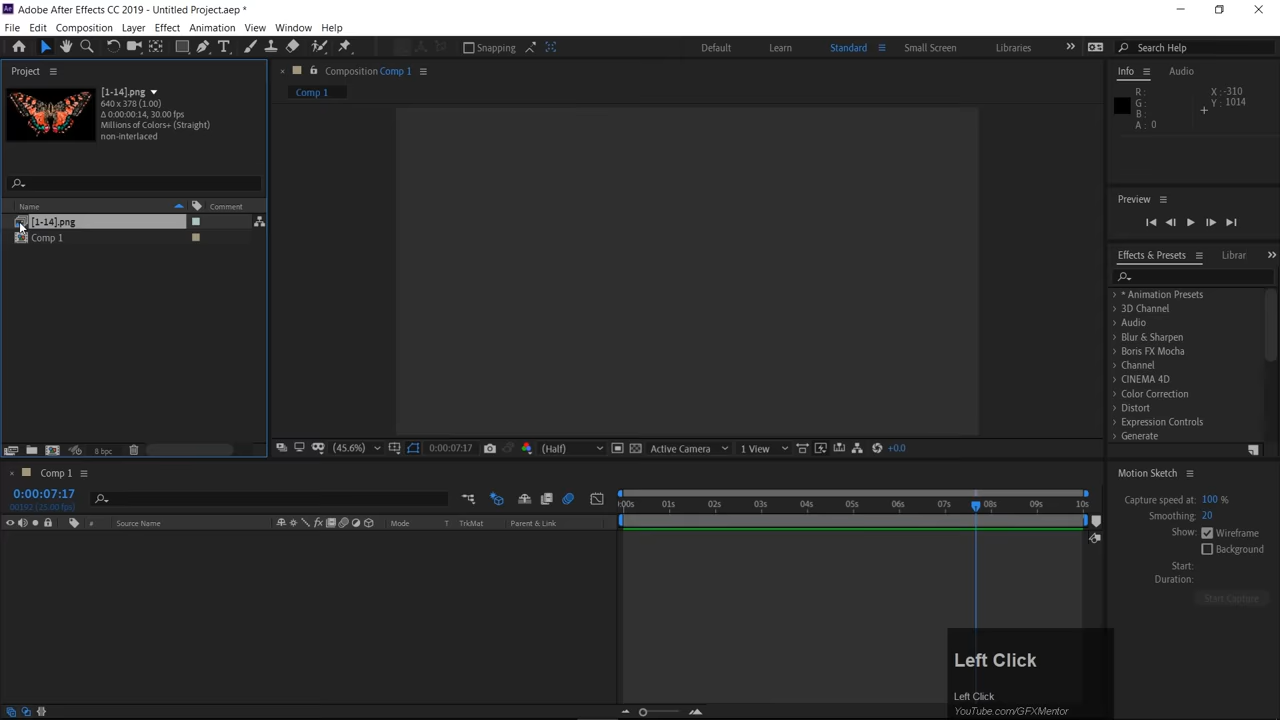 Adobe After Effects CC 2019 - Untitled Project.aep *
File Edit Composition Layer Effect Animation View Window Help
Snapping
Default Learn Standard Small Screen Libraries
Search Help
Project
[1-14].png
640 x 378 (1.00)
Δ 0:00:00:14, 30.00 fps
Millions of Colors+ (Straight)
non-interlaced
Name Comment
[1-14].png
Comp 1
8 bpc
Composition Comp 1
Comp 1
(45.6%) 0:00:07:17 (Half) Active Camera 1 View +0.0
Info Audio
R: X: -310
G: Y: 1014
B:
A: 0
Preview
Effects & Presets Librar
* Animation Presets
3D Channel
Audio
Blur & Sharpen
Boris FX Mocha
Channel
CINEMA 4D
Color Correction
Distort
Expression Controls
Generate
Comp 1
0:00:07:17
00192 (25.00 fps)
# Source Name Mode T TrkMat Parent & Link
:00s 01s 02s 03s 04s 05s 06s 07s 08s 09s 10s
Motion Sketch
Capture speed at: 100 %
Smoothing: 20
Show: Wireframe
Background
Start:
Duration:
Start Capture
Left Click
Left Click
YouTube.com/GFXMentor